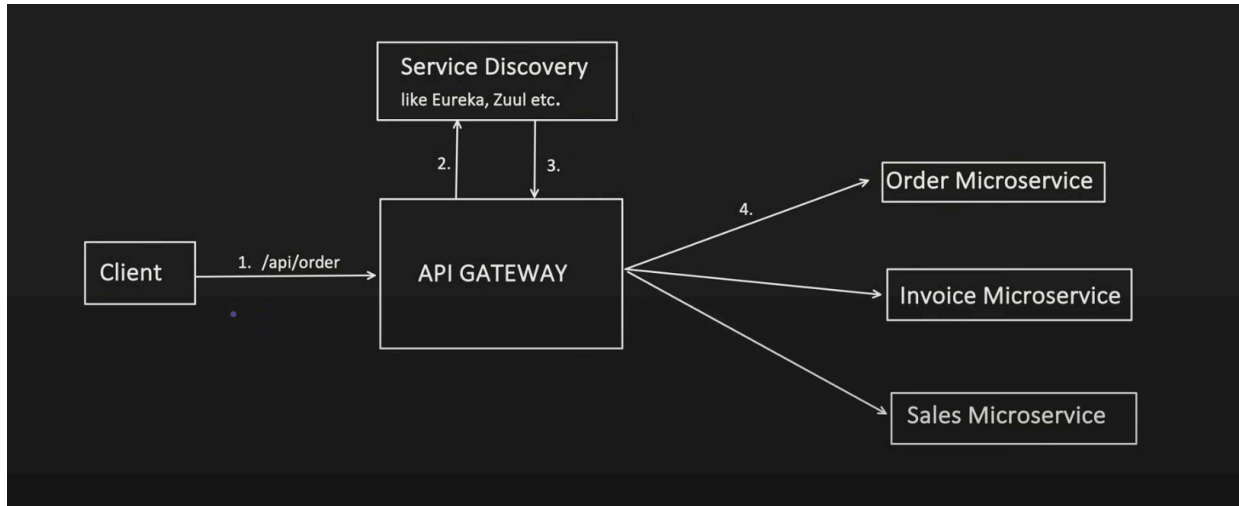 Service Discovery
like Eureka, Zuul etc.
2.
3.
4.
Order Microservice
Client
1. /api/order
API GATEWAY
Invoice Microservice
Sales Microservice